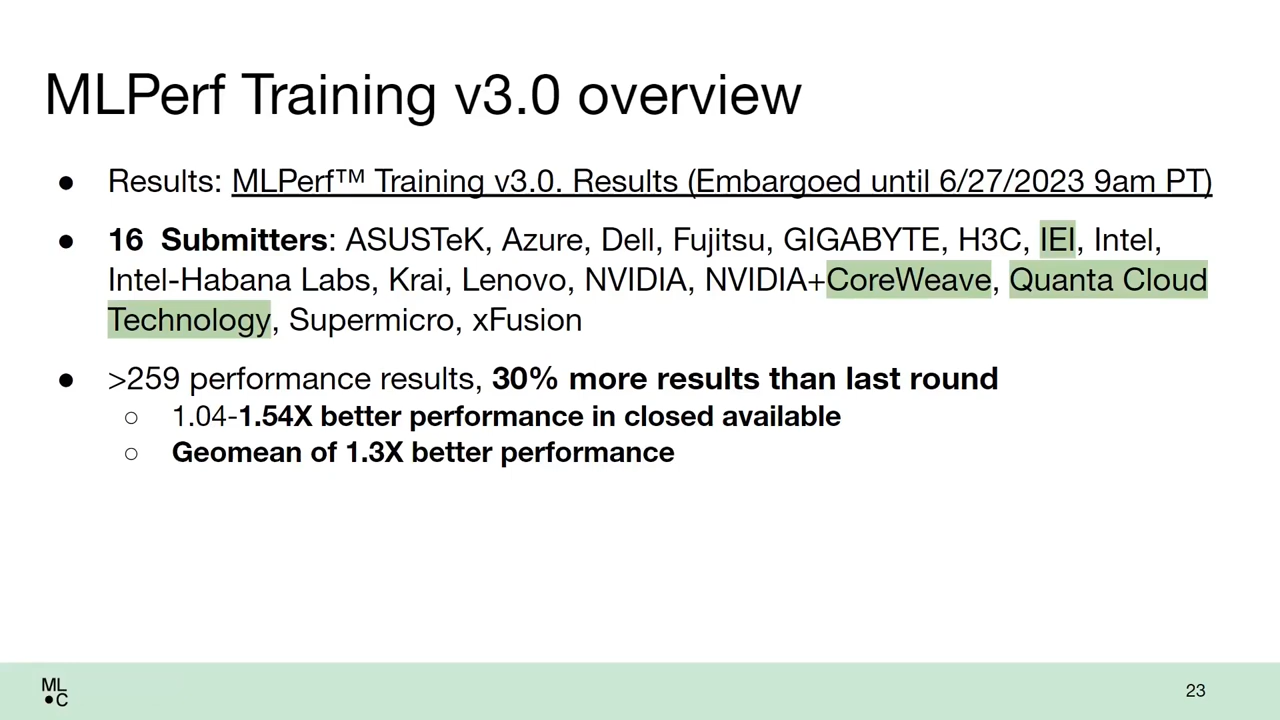 MLPerf Training v3.0 overview
● Results: MLPerf™ Training v3.0. Results (Embargoed until 6/27/2023 9am PT)
● 16  Submitters: ASUSTeK, Azure, Dell, Fujitsu, GIGABYTE, H3C, IEI, Intel,
Intel-Habana Labs, Krai, Lenovo, NVIDIA, NVIDIA+CoreWeave, Quanta Cloud
Technology, Supermicro, xFusion
● >259 performance results, 30% more results than last round
○ 1.04-1.54X better performance in closed available
○ Geomean of 1.3X better performance
ML
C
23